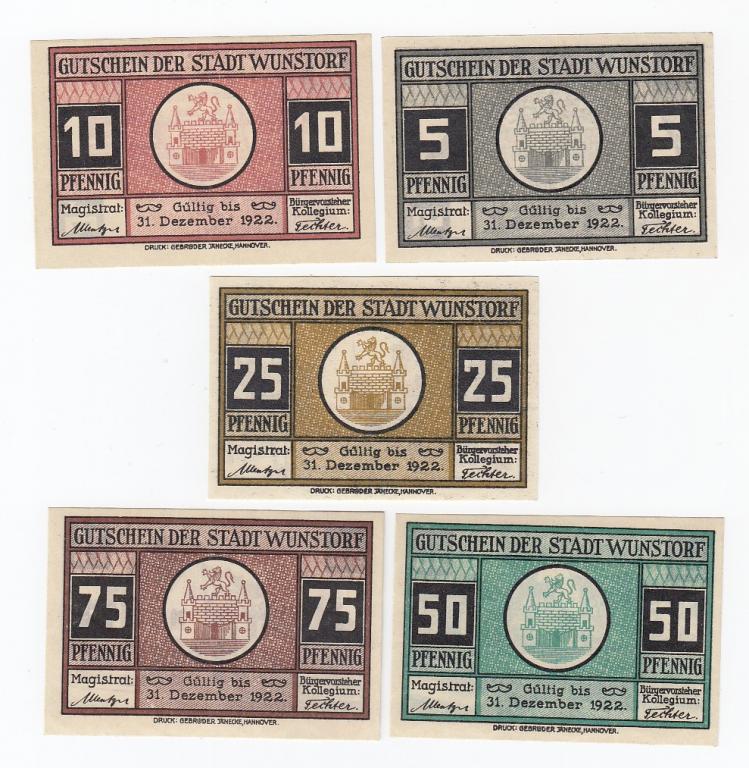 GUTSCHEIN DER STADT WUNSTORF
10 10
PFENNIG PFENNIG
Magistrat: Gültig bis Bürgervorsteher
31. Dezember 1922. Kollegium:
Techter.
DRUCK: GEBRÜDER JÄNECKE, HANNOVER.
GUTSCHEIN DER STADT WUNSTORF
5 5
PFENNIG PFENNIG
Magistrat: Gültig bis Bürgervorsteher
31. Dezember 1922. Kollegium:
Techter.
DRUCK: GEBRÜDER JÄNECKE, HANNOVER.
GUTSCHEIN DER STADT WUNSTORF
25 25
PFENNIG PFENNIG
Magistrat: Gültig bis Bürgervorsteher
31. Dezember 1922. Kollegium:
Techter.
DRUCK: GEBRÜDER JÄNECKE, HANNOVER.
GUTSCHEIN DER STADT WUNSTORF
75 75
PFENNIG PFENNIG
Magistrat: Gültig bis Bürgervorsteher
31. Dezember 1922. Kollegium:
Techter.
DRUCK: GEBRÜDER JÄNECKE, HANNOVER.
GUTSCHEIN DER STADT WUNSTORF
50 50
PFENNIG PFENNIG
Magistrat: Gültig bis Bürgervorsteher
31. Dezember 1922. Kollegium:
Techter.
DRUCK: GEBRÜDER JÄNECKE, HANNOVER.